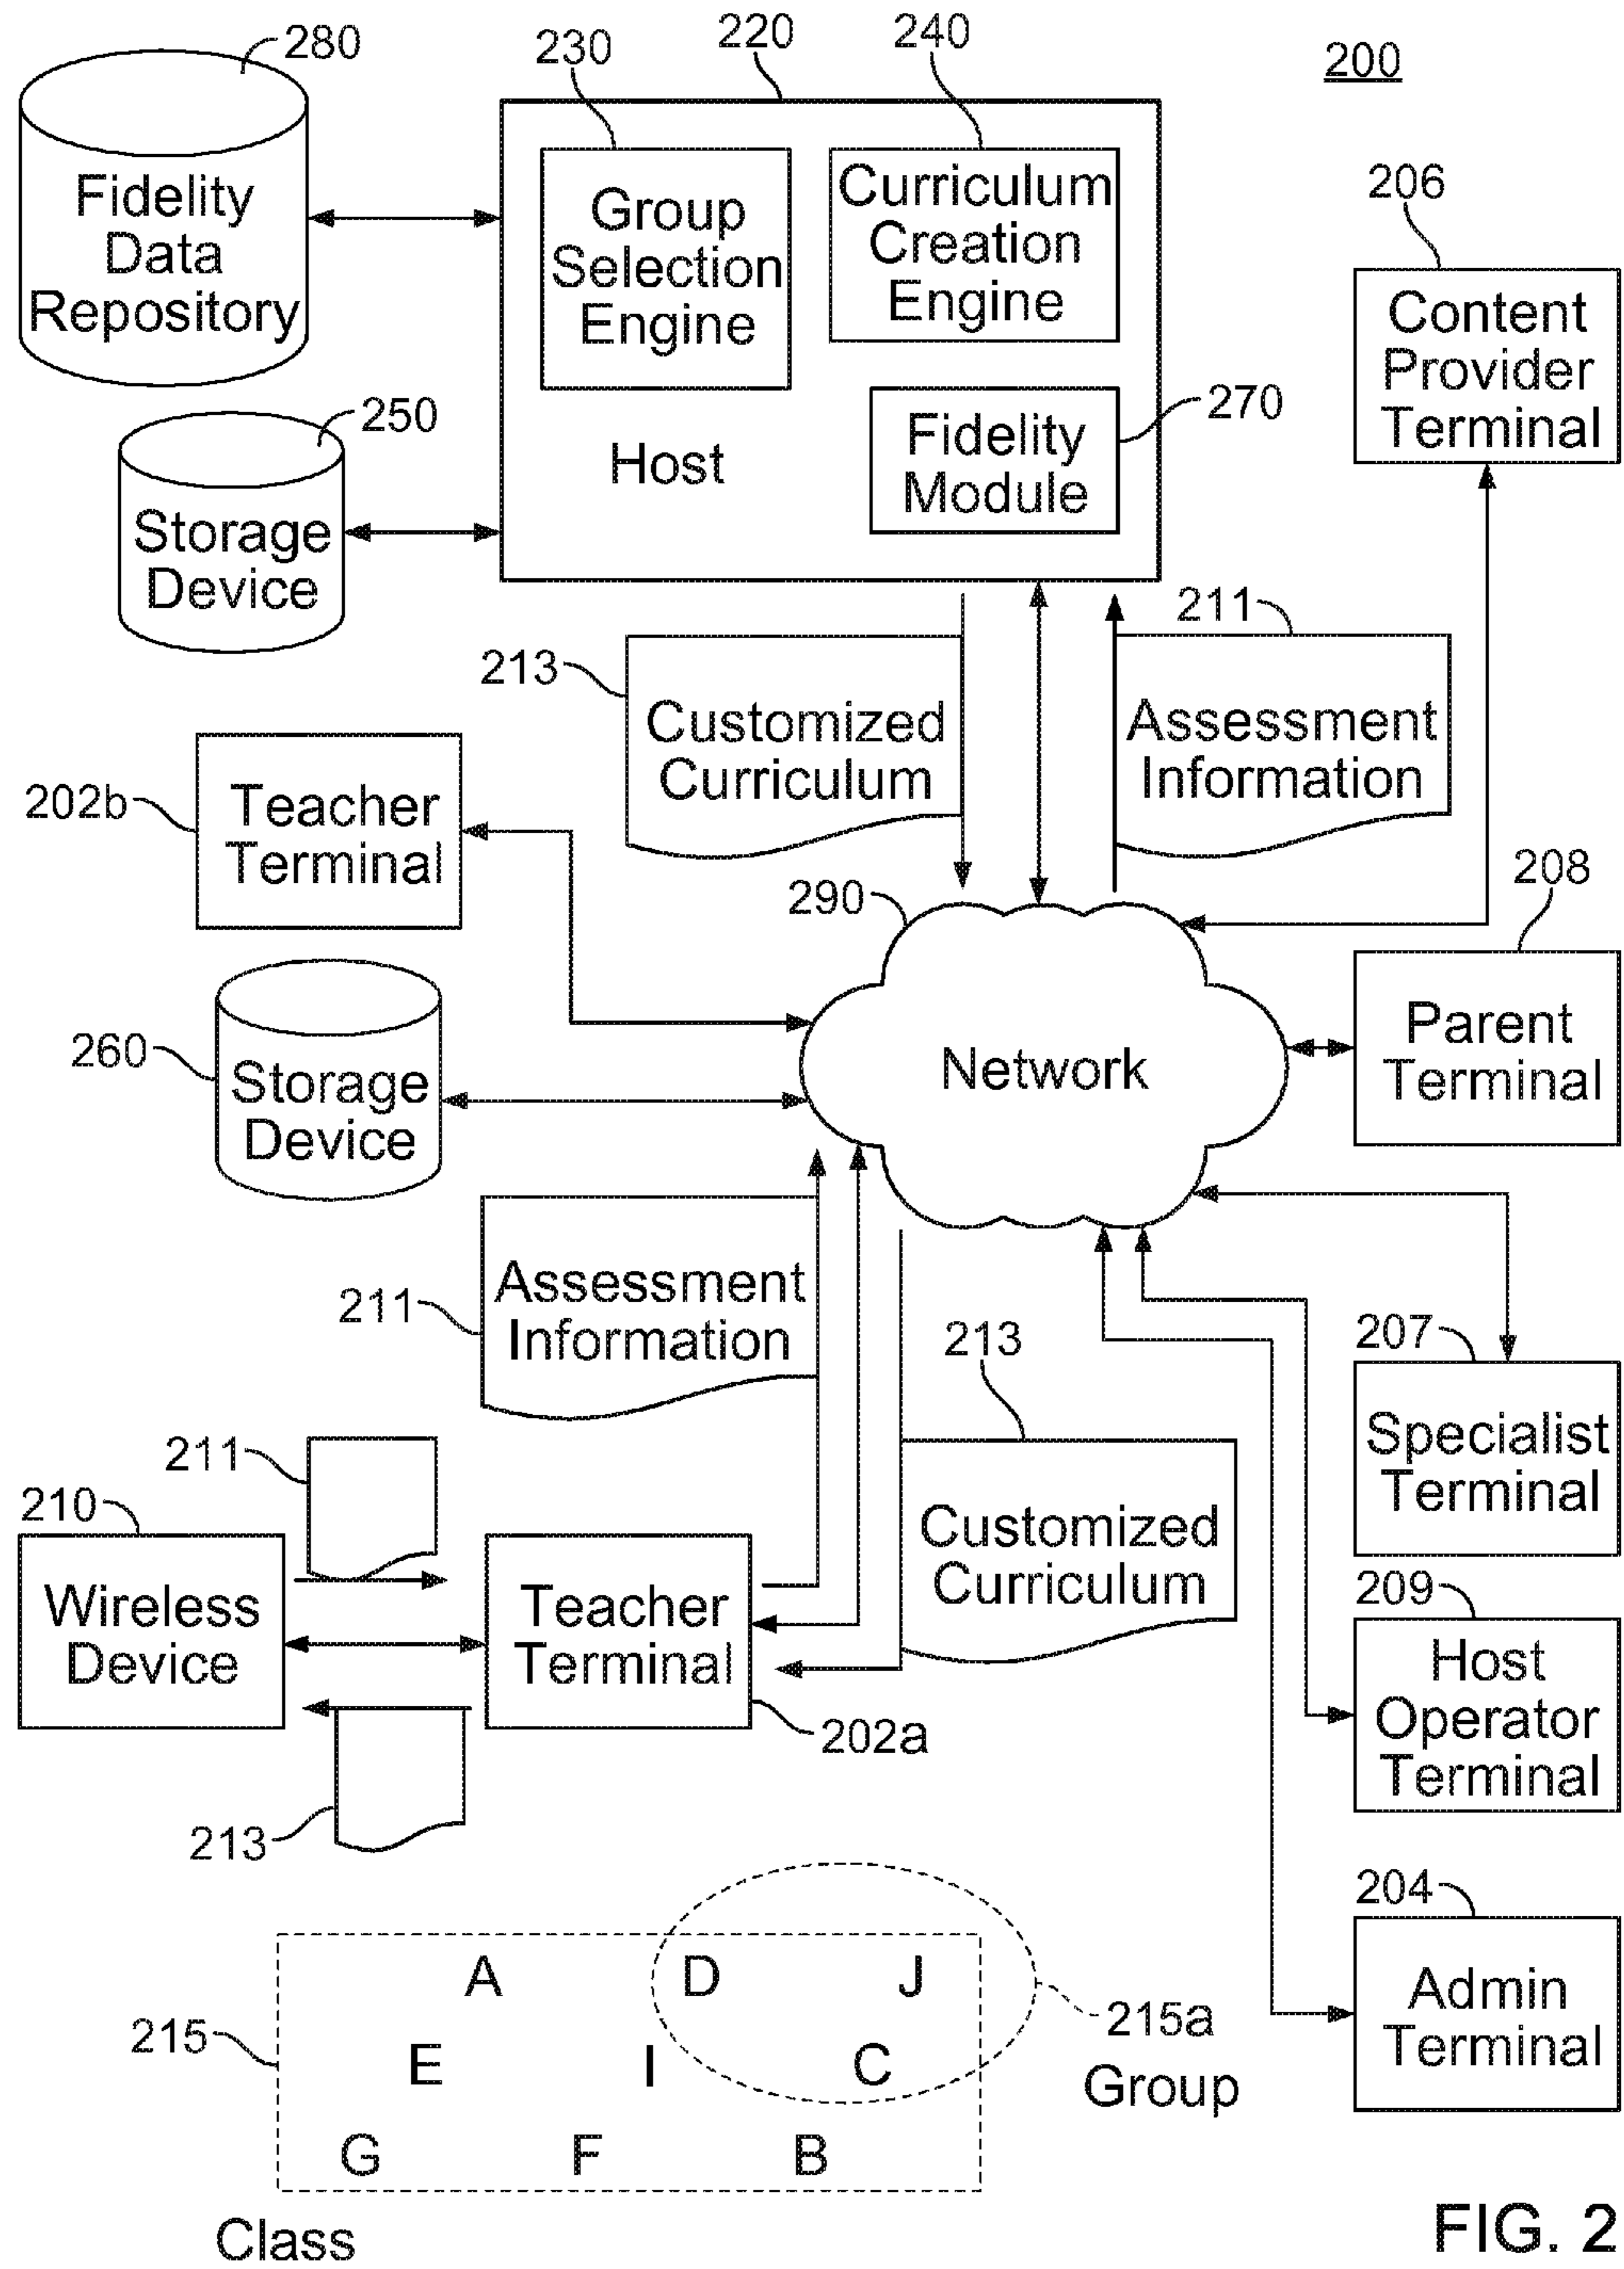 280
230
220
240
200
Fidelity
Data
Repository
Group
Selection
Engine
Curriculum
Creation
Engine
206
Content
Provider
Terminal
250
Storage
Device
Host
270
Fidelity
Module
213
Customized
Curriculum
211
Assessment
Information
202b
Teacher
Terminal
290
Network
208
Parent
Terminal
260
Storage
Device
211
Assessment
Information
213
Customized
Curriculum
207
Specialist
Terminal
211
210
Wireless
Device
Teacher
Terminal
202a
213
209
Host
Operator
Terminal
204
Admin
Terminal
215
A D J
E I C
G F B
215a
Group
Class
FIG. 2